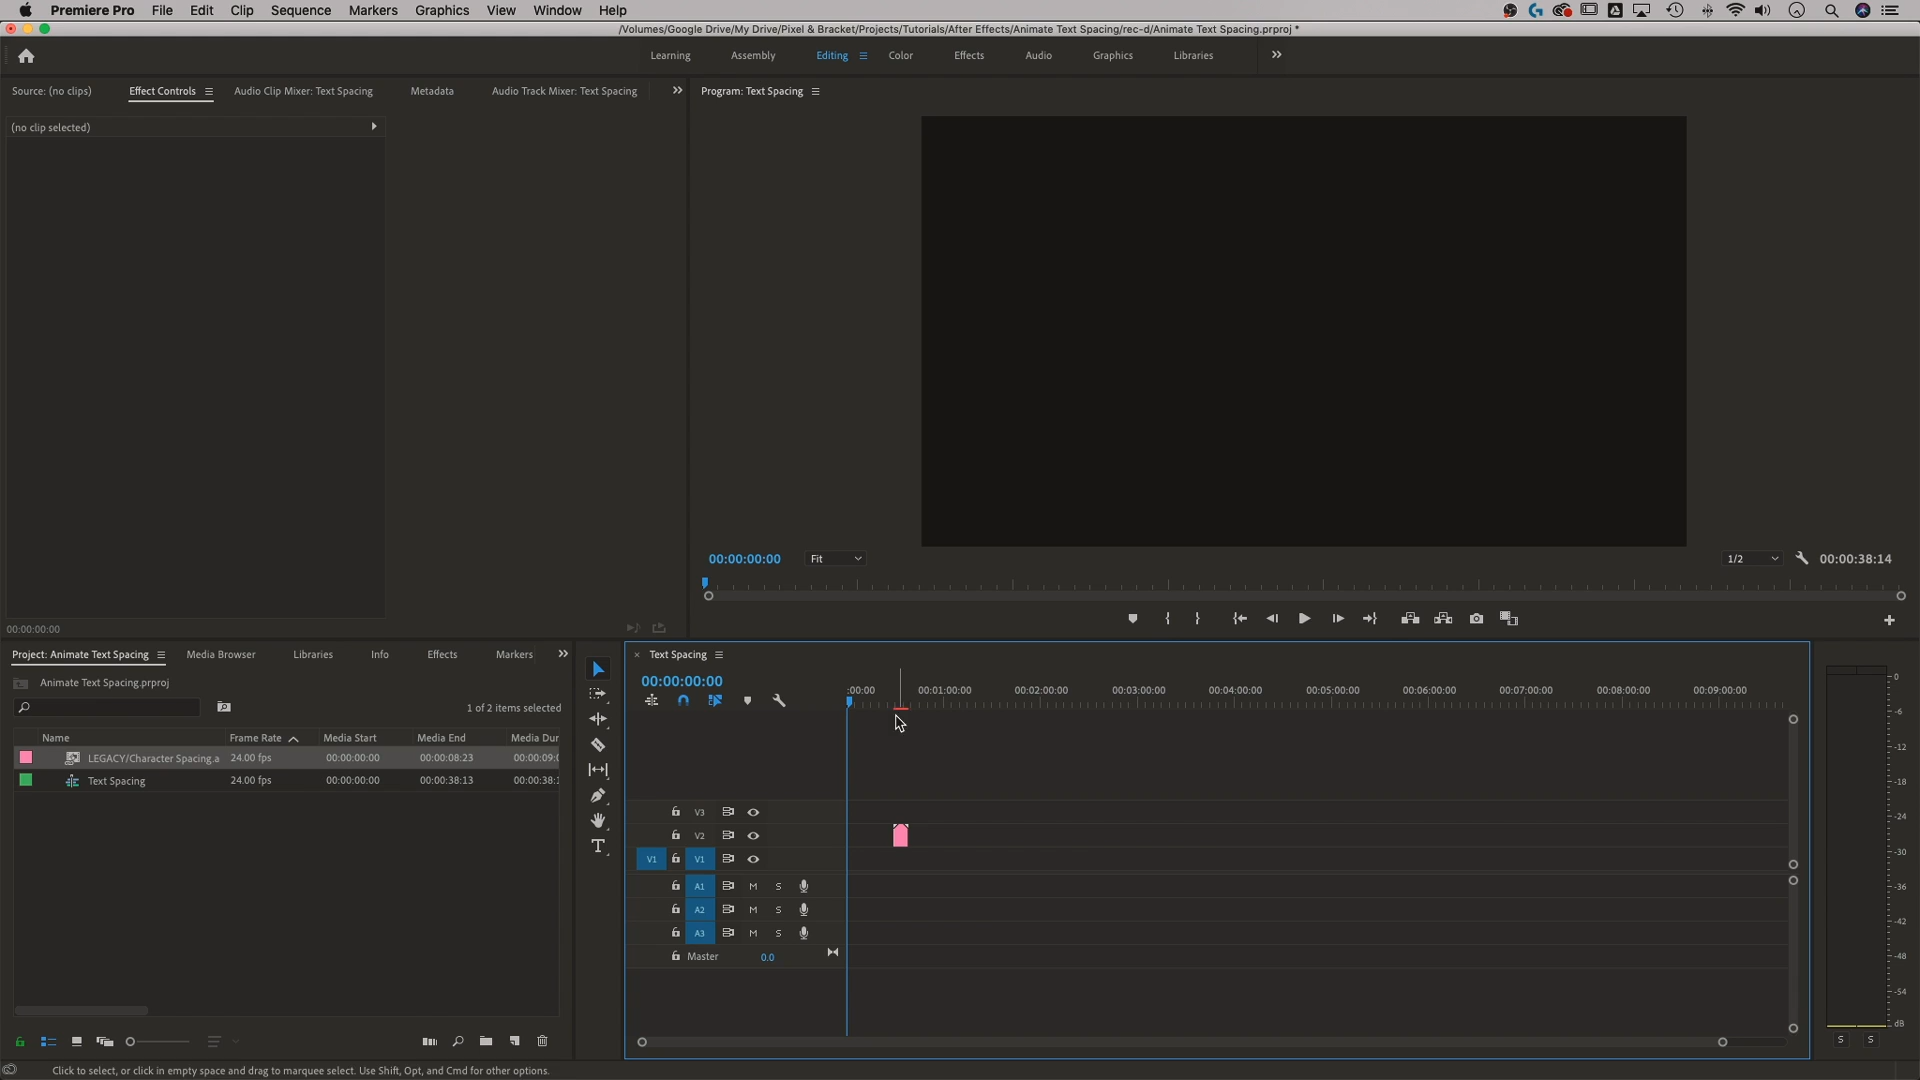 Premiere Pro File Edit Clip Sequence Markers Graphics View Window Help
/Volumes/Google Drive/My Drive/Pixel & Bracket/Projects/Tutorials/After Effects/Animate Text Spacing/rec-d/Animate Text Spacing.prproj *
Learning Assembly Editing Color Effects Audio Graphics Libraries
Source: (no clips) Effect Controls Audio Clip Mixer: Text Spacing Metadata Audio Track Mixer: Text Spacing Program: Text Spacing
(no clip selected)
00:00:00:00 Fit 1/2 00:00:38:14
00:00:00:00
Project: Animate Text Spacing Media Browser Libraries Info Effects Markers
Animate Text Spacing.prproj
1 of 2 items selected
Name Frame Rate Media Start Media End Media Dur
LEGACY/Character Spacing.a 24.00 fps 00:00:00:00 00:00:08:23 00:00:09:0
Text Spacing 24.00 fps 00:00:00:00 00:00:38:13 00:00:38:1
Text Spacing
00:00:00:00
:00:00 00:01:00:00 00:02:00:00 00:03:00:00 00:04:00:00 00:05:00:00 00:06:00:00 00:07:00:00 00:08:00:00 00:09:00:00
V3
V2
V1 V1
A1 M S
A2 M S
A3 M S
Master 0.0
0
-6
-12
-18
-24
-30
-36
-42
-48
-54
dB
S S
Click to select, or click in empty space and drag to marquee select. Use Shift, Opt, and Cmd for other options.